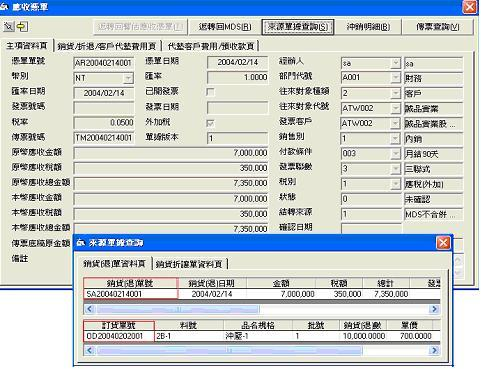 應收憑單
返轉回暫估應收憑單(T) 返轉回MDS(R) 來源單據查詢(S) 沖銷明細(B) 傳票查詢(V)
主項資料頁 銷貨/折退/客戶代墊費用頁 代墊客戶費用/預收款頁
憑單單號 AR20040214001 憑單日期 2004/02/14 經辦人 sa sa
幣別 NT 匯率 1.0000 部門代號 A001 財務
匯率日期 2004/02/14 已開發票 往來對象種類 2 客戶
發票號碼 發票日期 往來對象代號 ATW002 誠品實業
稅率 0.0500 外加稅 發票客戶 ATW002 誠品實業股 ...
傳票號碼 TM20040214001 單據版本 1 銷售別 1 內銷
原幣應收金額 7,000,000 付款條件 003 月結90天
原幣應收稅額 350,000 發票聯數 3 三聯式
原幣應收總金額 7,350,000 稅別 1 應稅(外加)
本幣應收金額 7,000,000 狀態 0 未確認
本幣應收稅額 350,000 結轉來源 1 MDS不合併 ...
本幣應收總金額 7,350,000 確認日期
傳票底稿原金額
備註
來源單據查詢
銷貨(退)單資料頁 銷貨折讓單資料頁
銷貨(退)單號 銷貨(退)日期 金額 稅額 總計 發票
SA20040214001 2004/02/14 7,000,000 350,000 7,350,000
訂貨單號 料號 品名規格 批號 銷貨(退)數 單價
OD20040202001 2B-1 沖壓-1 1 10,000.0000 700.0000